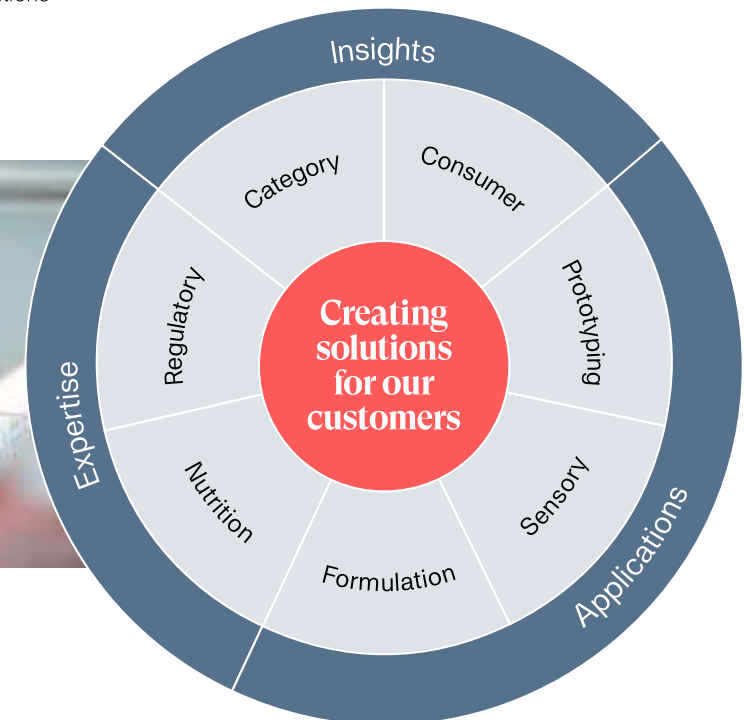 Insights
Category
Consumer
Regulatory
Prototyping
Creating
solutions
for our
customers
Expertise
Nutrition
Sensory
Formulation
Applications